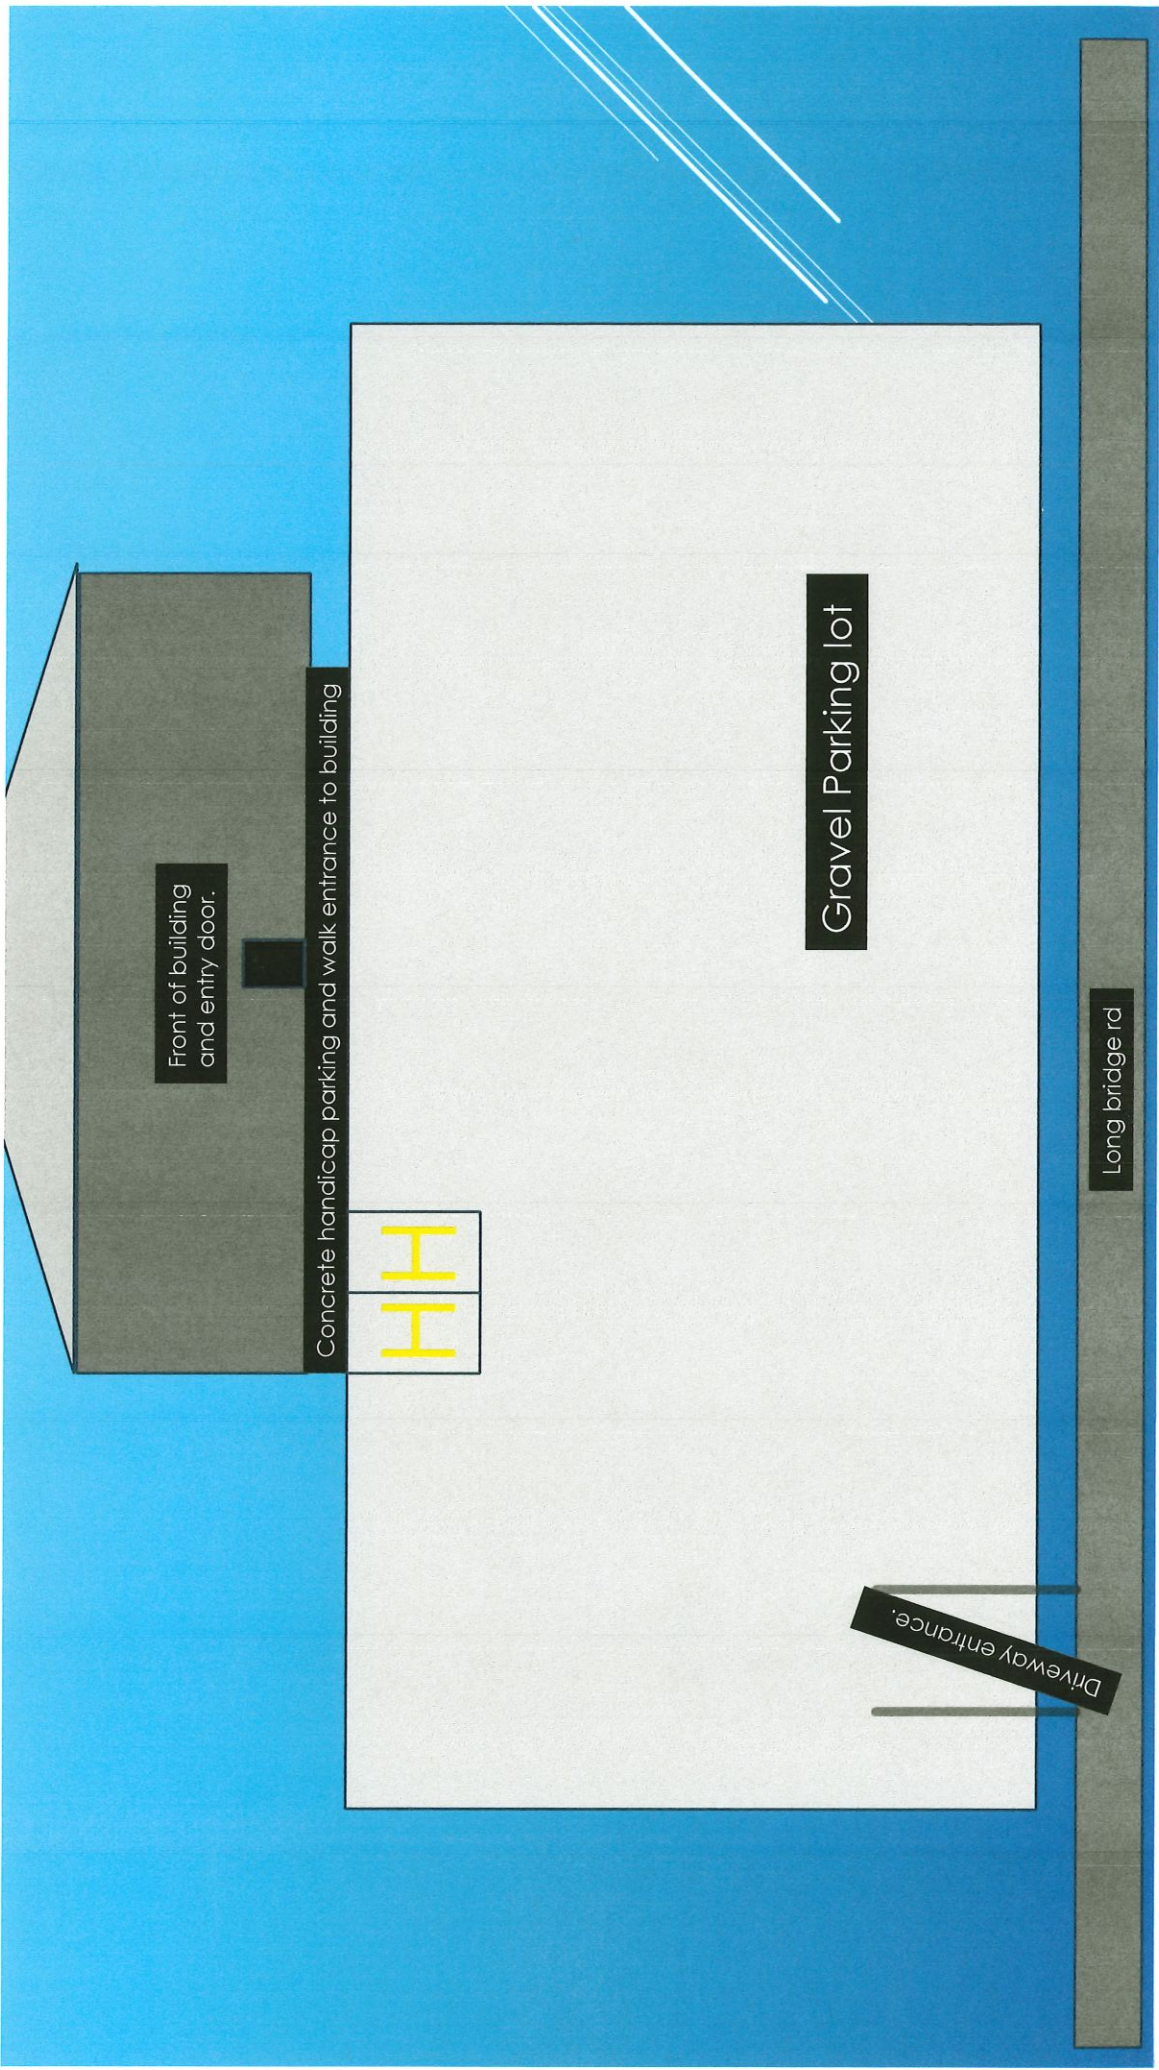 Front of building
and entry door.
Concrete handicap parking and walk entrance to building
H H
Gravel Parking lot
Driveway entrance.
Long bridge rd